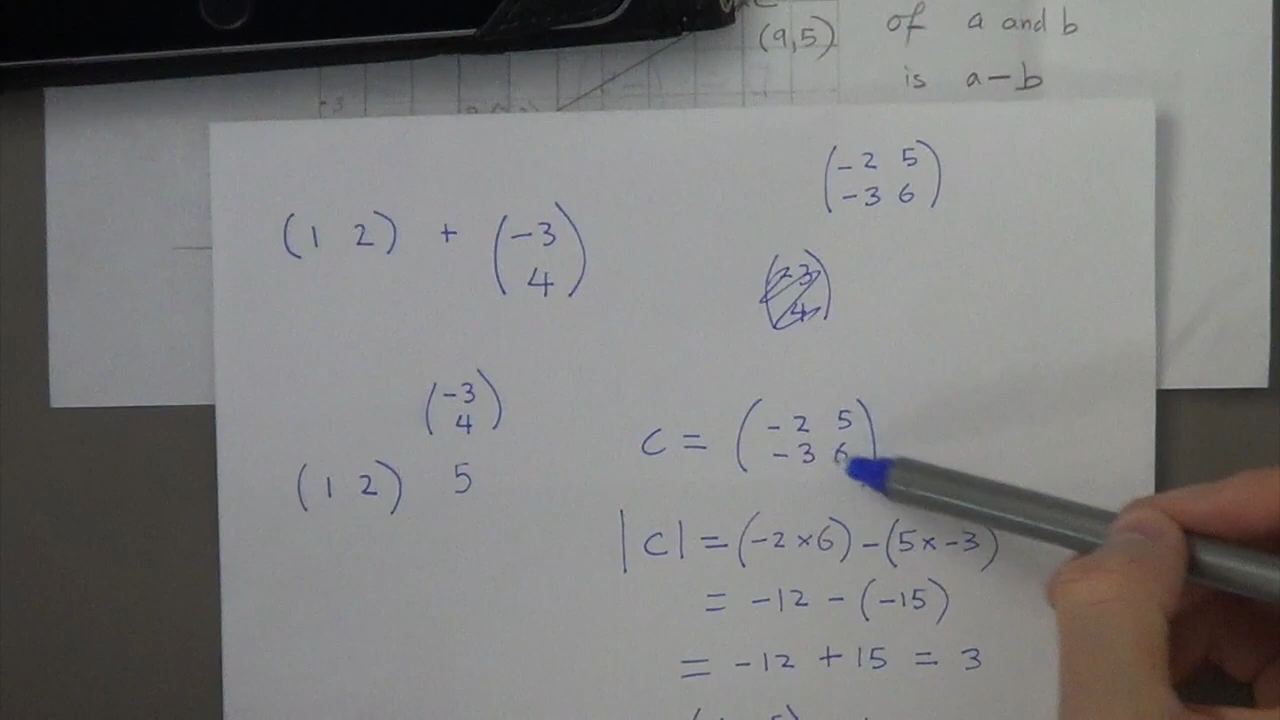 (9,5) of a and b
is a - b
(-2 5
-3 6)
(1 2) + (-3
4)
(-3
4)
(1 2) 5
C = (-2 5
-3 6)
|C| = (-2×6) - (5×-3)
= -12 - (-15)
= -12 + 15 = 3